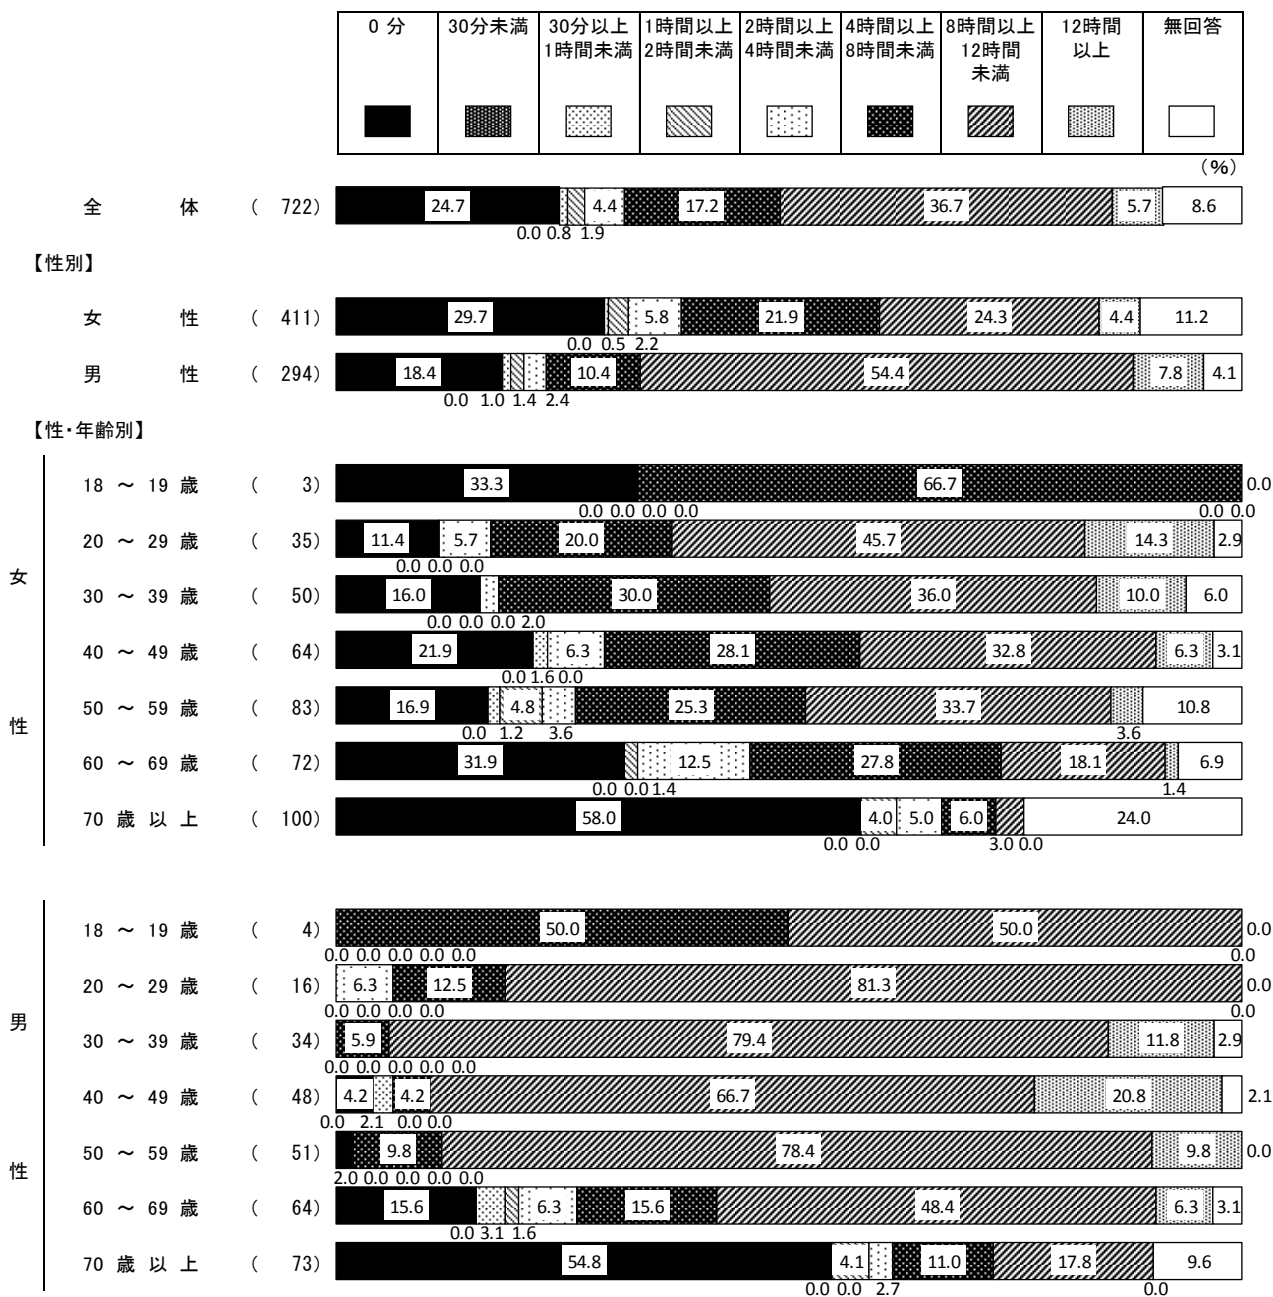 0 分 30分未満 30分以上 1時間以上 2時間以上 4時間以上 8時間以上 12時間 無回答
1時間未満 2時間未満 4時間未満 8時間未満 12時間 以上
未満
(%)
全 体 ( 722) 24.7 4.4 17.2 36.7 5.7 8.6
0.0 0.8 1.9
【性別】
女 性 ( 411) 29.7 5.8 21.9 24.3 4.4 11.2
0.0 0.5 2.2
男 性 ( 294) 18.4 10.4 54.4 7.8 4.1
0.0 1.0 1.4 2.4
【性・年齢別】
女性
18 ～ 19 歳 ( 3) 33.3 66.7 0.0
0.0 0.0 0.0 0.0 0.0 0.0
20 ～ 29 歳 ( 35) 11.4 5.7 20.0 45.7 14.3 2.9
0.0 0.0 0.0
30 ～ 39 歳 ( 50) 16.0 30.0 36.0 10.0 6.0
0.0 0.0 0.0 2.0
40 ～ 49 歳 ( 64) 21.9 6.3 28.1 32.8 6.3 3.1
0.0 1.6 0.0
50 ～ 59 歳 ( 83) 16.9 4.8 25.3 33.7 10.8
0.0 1.2 3.6 3.6
60 ～ 69 歳 ( 72) 31.9 12.5 27.8 18.1 6.9
0.0 0.0 1.4 1.4
70 歳 以 上 ( 100) 58.0 4.0 5.0 6.0 24.0
0.0 0.0 3.0 0.0
男性
18 ～ 19 歳 ( 4) 50.0 50.0 0.0
0.0 0.0 0.0 0.0 0.0 0.0
20 ～ 29 歳 ( 16) 6.3 12.5 81.3 0.0
0.0 0.0 0.0 0.0 0.0
30 ～ 39 歳 ( 34) 5.9 79.4 11.8 2.9
0.0 0.0 0.0 0.0 0.0
40 ～ 49 歳 ( 48) 4.2 4.2 66.7 20.8 2.1
0.0 2.1 0.0 0.0
50 ～ 59 歳 ( 51) 9.8 78.4 9.8 0.0
2.0 0.0 0.0 0.0 0.0
60 ～ 69 歳 ( 64) 15.6 6.3 15.6 48.4 6.3 3.1
0.0 3.1 1.6
70 歳 以 上 ( 73) 54.8 4.1 11.0 17.8 9.6
0.0 0.0 2.7 0.0